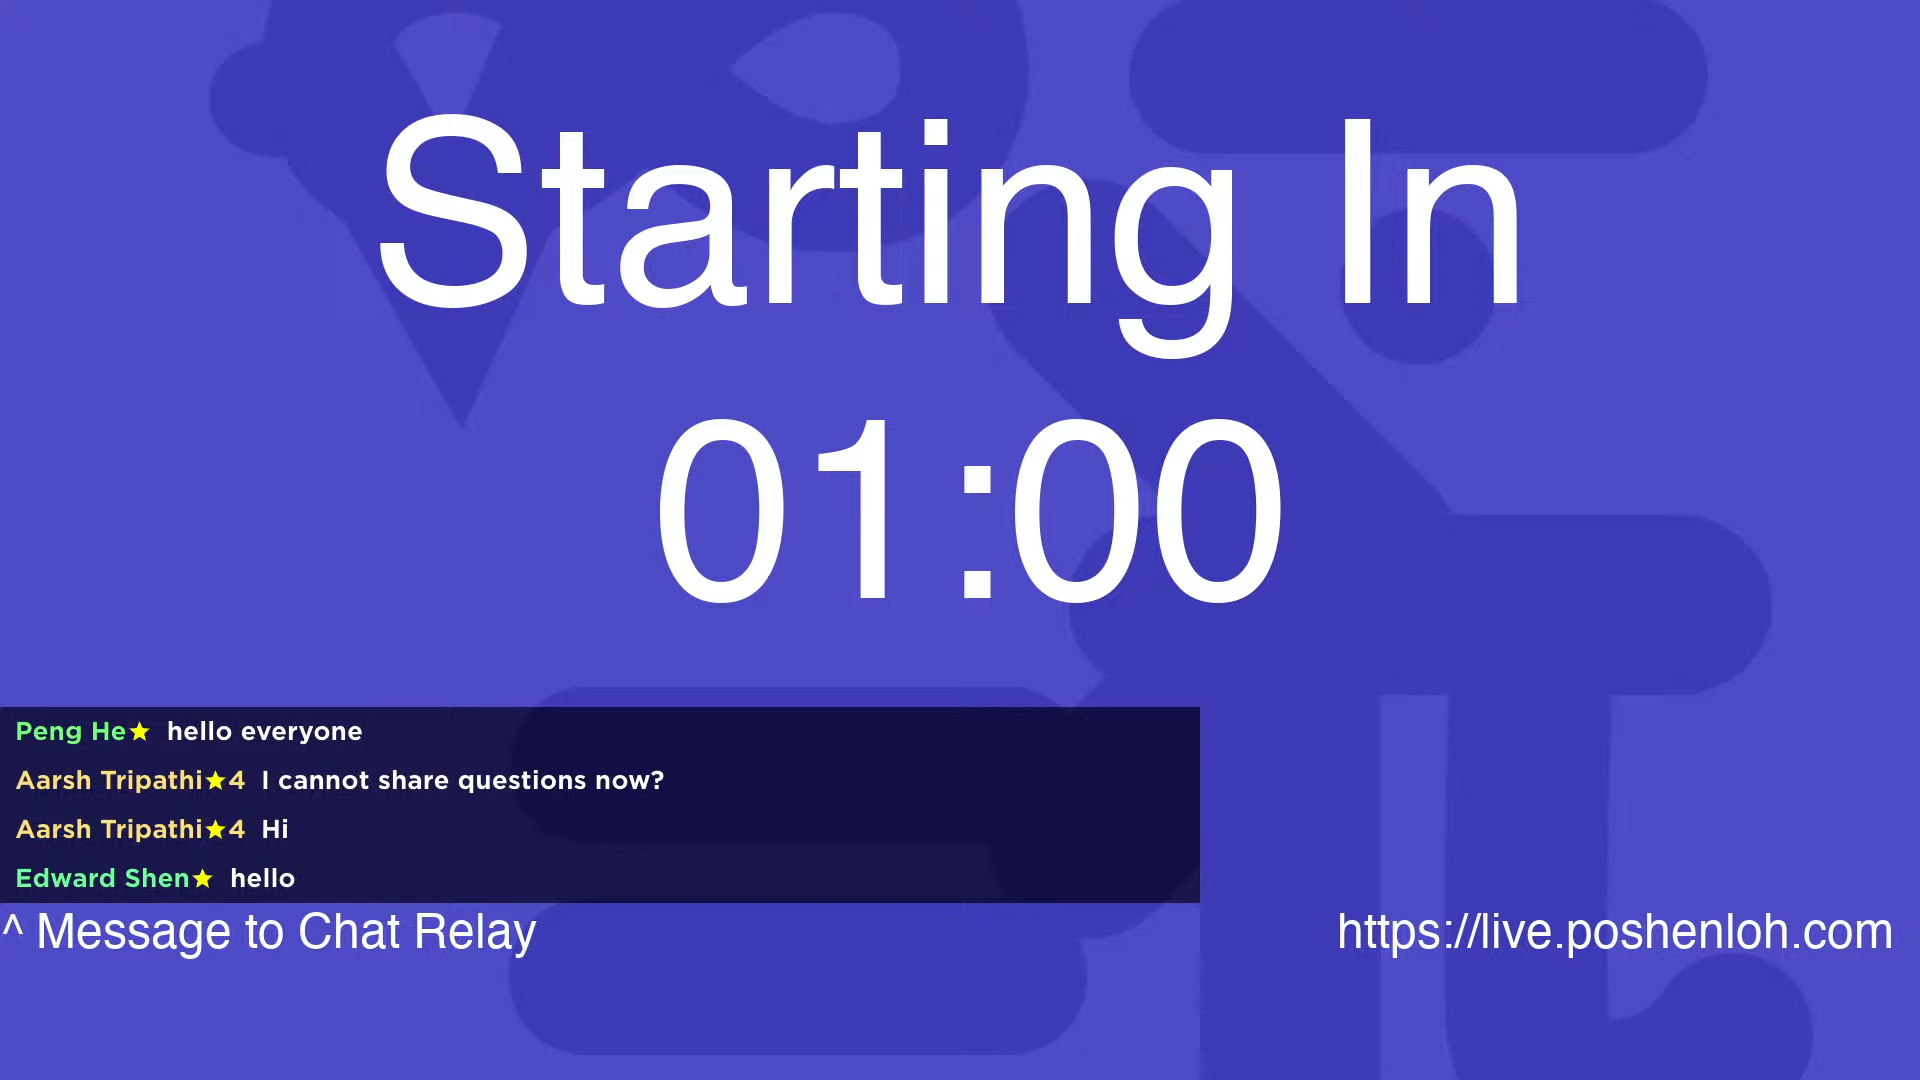 Starting In
01:00
Peng He★ hello everyone
Aarsh Tripathi★4 I cannot share questions now?
Aarsh Tripathi★4 Hi
Edward Shen★ hello
^ Message to Chat Relay
https://live.poshenloh.com